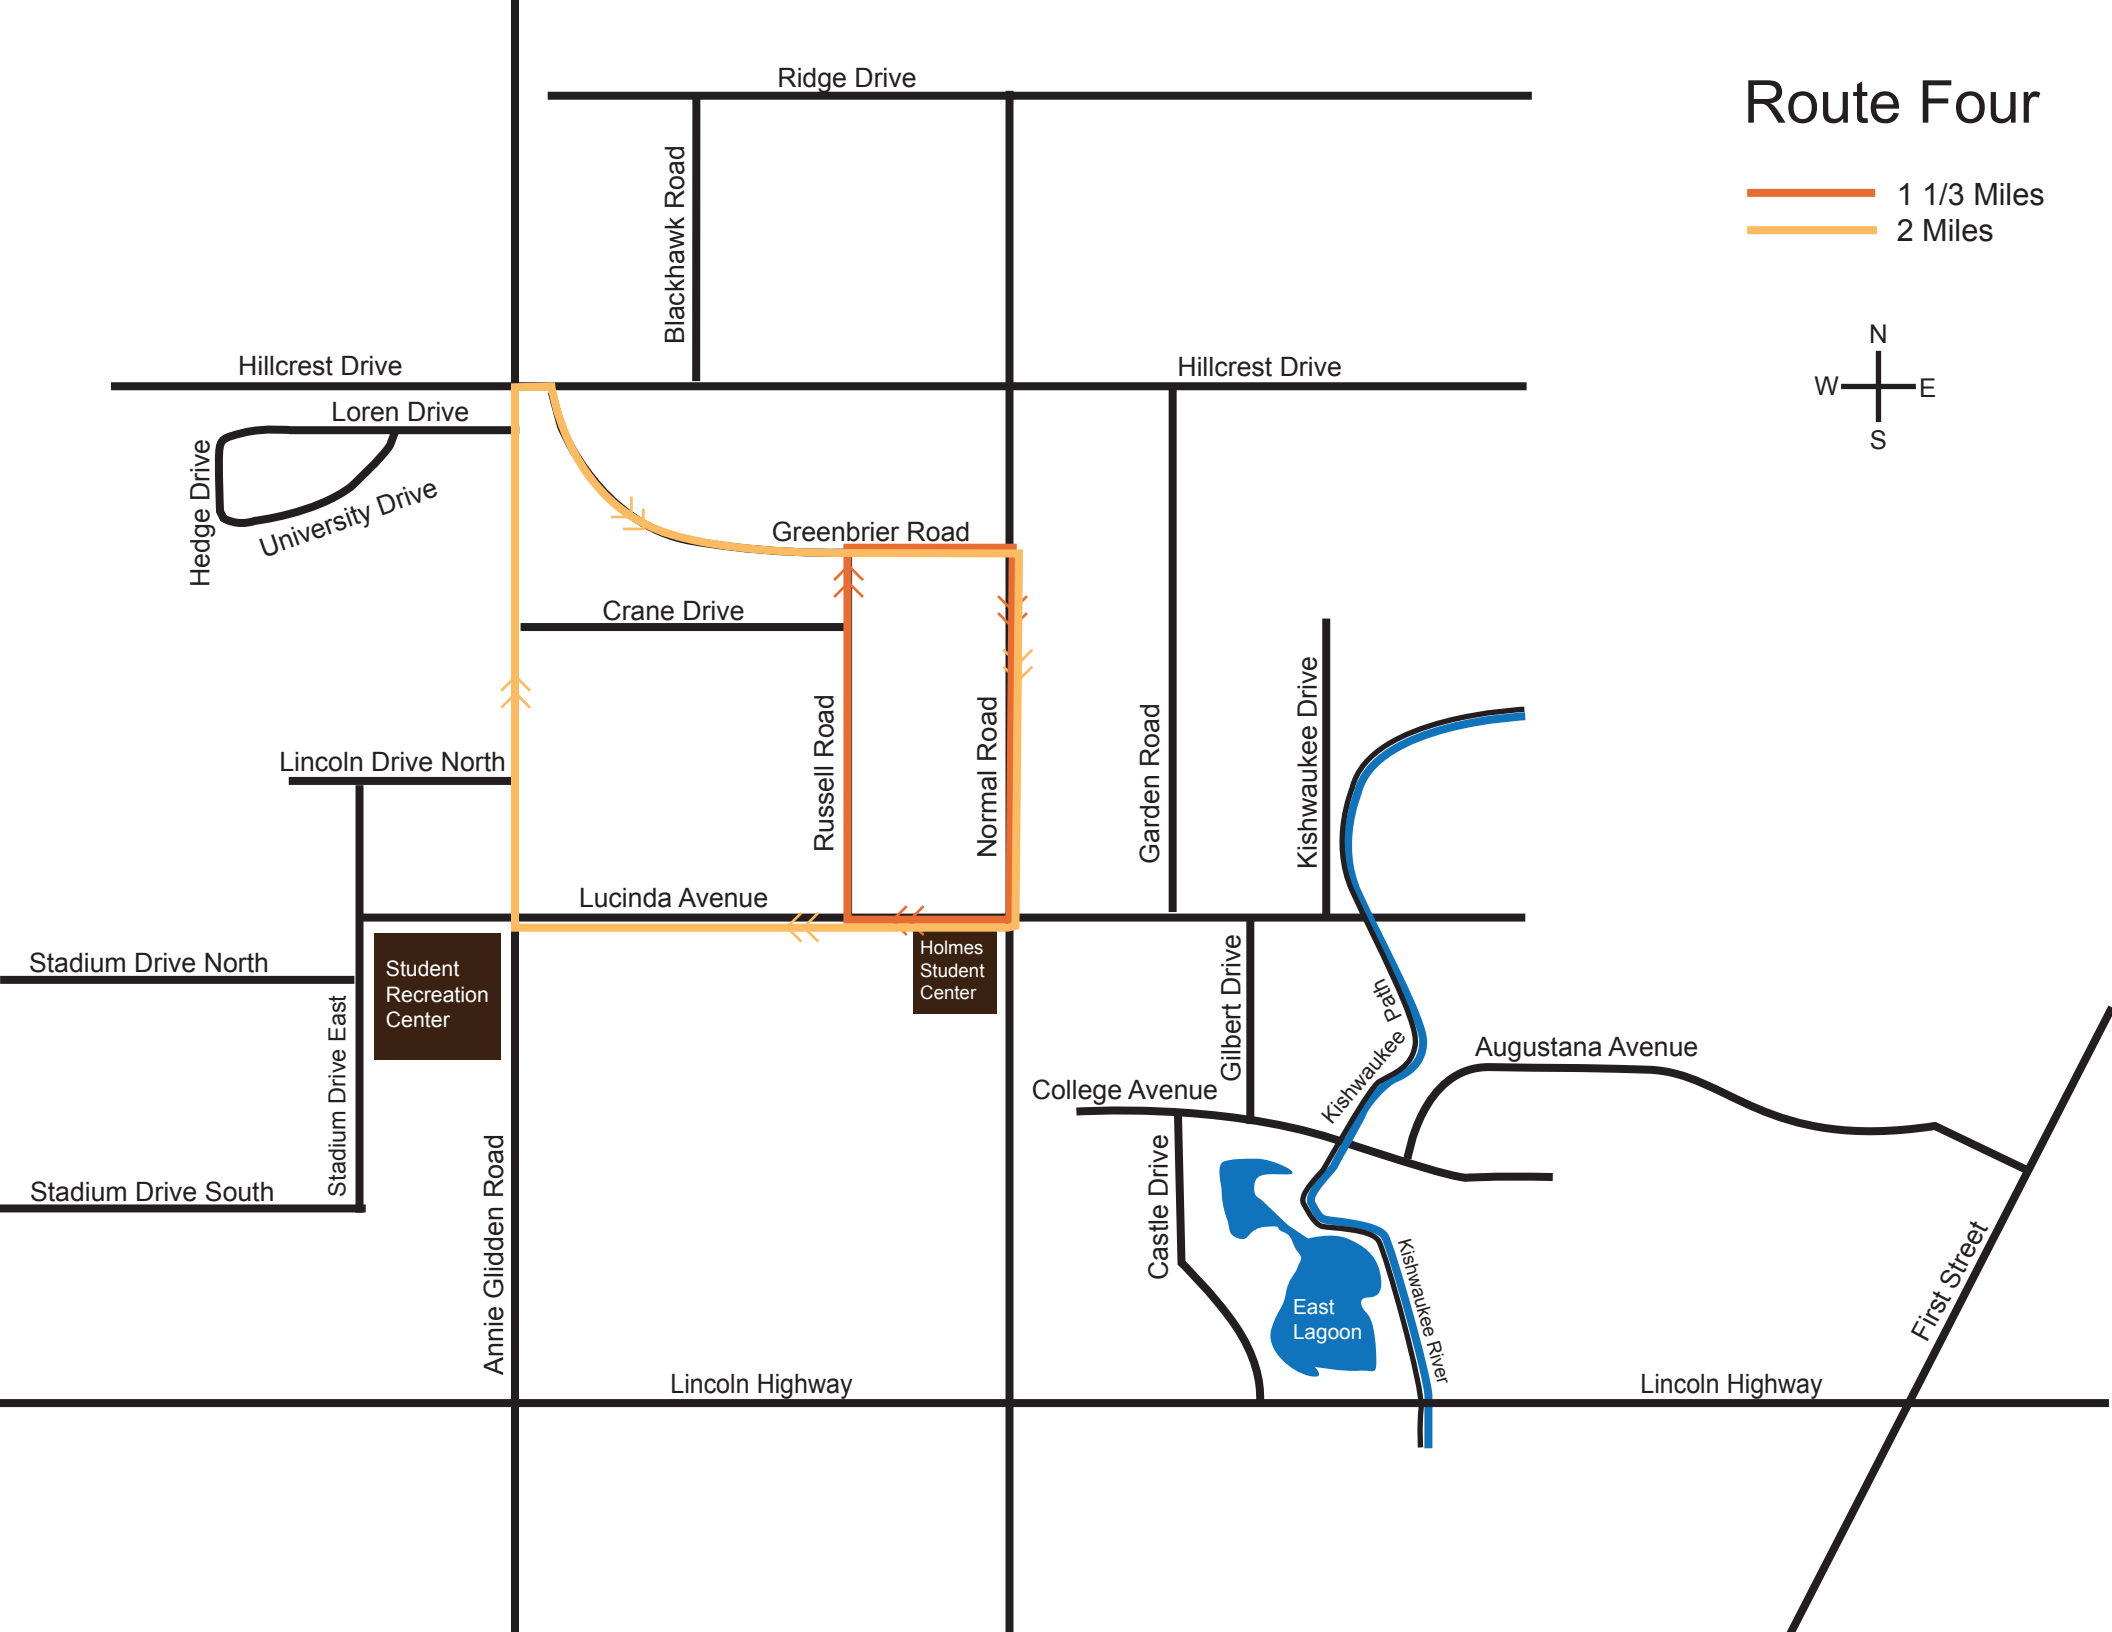 Ridge Drive
Route Four
1 1/3 Miles
2 Miles
Blackhawk Road
N
W
E
S
Hillcrest Drive
Hillcrest Drive
Loren Drive
Hedge Drive
University Drive
Greenbrier Road
Crane Drive
Lincoln Drive North
Russell Road
Normal Road
Garden Road
Kishwaukee Drive
Lucinda Avenue
Stadium Drive North
Student
Recreation
Center
Holmes
Student
Center
Gilbert Drive
Kishwaukee Path
Augustana Avenue
College Avenue
Stadium Drive East
Stadium Drive South
Annie Glidden Road
Castle Drive
East
Lagoon
Kishwaukee River
First Street
Lincoln Highway
Lincoln Highway